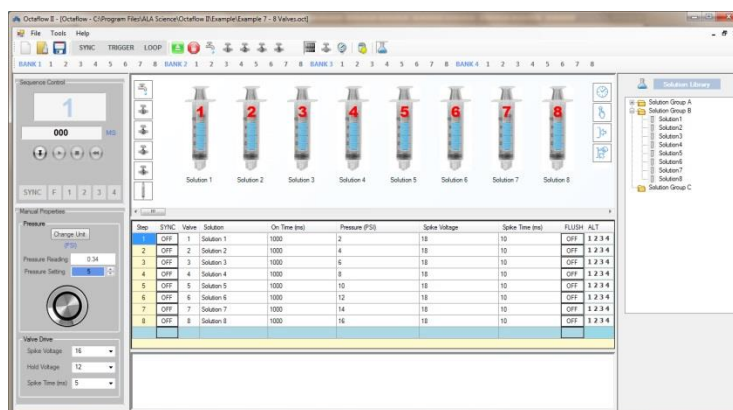 Octaflow II - [Octaflow - C:\Program Files\ALA Science\Octaflow II\Example\Example 7 - 8 Valves.oct]
File Tools Help
SYNC TRIGGER LOOP
BANK 1 1 2 3 4 5 6 7 8 BANK 2 1 2 3 4 5 6 7 8 BANK 3 1 2 3 4 5 6 7 8 BANK 4 1 2 3 4 5 6 7 8
Sequence Control
1
000 MS
SYNC F 1 2 3 4
1 2 3 4 5 6 7 8
Solution 1 Solution 2 Solution 3 Solution 4 Solution 5 Solution 6 Solution 7 Solution 8
Solution Library
Solution Group A
Solution Group B
Solution1
Solution2
Solution3
Solution4
Solution5
Solution6
Solution7
Solution8
Solution Group C
Manual Properties
Pressure
Change Unit
(PSI)
Pressure Reading 0.34
Pressure Setting 5
Valve Drive
Spike Voltage 16
Hold Voltage 12
Spike Time (ms) 5
Step SYNC Valve Solution On Time (ms) Pressure (PSI) Spike Voltage Spike Time (ms) FLUSH ALT
1 OFF 1 Solution 1 1000 2 18 10 OFF 1 2 3 4
2 OFF 2 Solution 2 1000 4 18 10 OFF 1 2 3 4
3 OFF 3 Solution 3 1000 6 18 10 OFF 1 2 3 4
4 OFF 4 Solution 4 1000 8 18 10 OFF 1 2 3 4
5 OFF 5 Solution 5 1000 10 18 10 OFF 1 2 3 4
6 OFF 6 Solution 6 1000 12 18 10 OFF 1 2 3 4
7 OFF 7 Solution 7 1000 14 18 10 OFF 1 2 3 4
8 OFF 8 Solution 8 1000 16 18 10 OFF 1 2 3 4